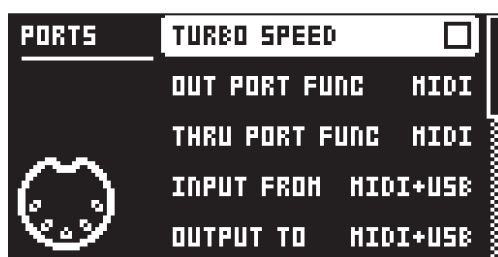 PORTS
TURBO SPEED
OUT PORT FUNC MIDI
THRU PORT FUNC MIDI
INPUT FROM MIDI+USB
OUTPUT TO MIDI+USB